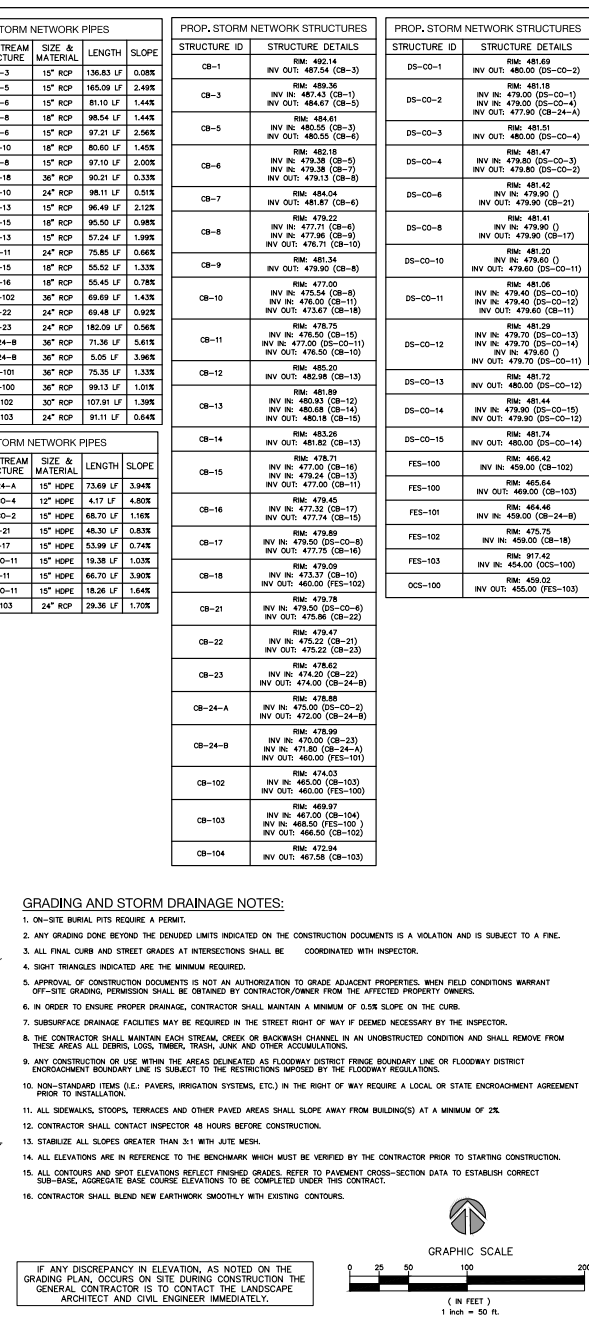 STORM NETWORK PIPES
STREAM STRUCTURE | SIZE & MATERIAL | LENGTH | SLOPE
-3 | 15" RCP | 136.83 LF | 0.08%
-5 | 15" RCP | 165.09 LF | 2.49%
-6 | 15" RCP | 81.10 LF | 1.44%
-8 | 18" RCP | 98.54 LF | 1.44%
-6 | 15" RCP | 97.21 LF | 2.56%
-10 | 18" RCP | 80.60 LF | 1.45%
-8 | 15" RCP | 97.10 LF | 2.00%
-18 | 36" RCP | 90.21 LF | 0.33%
-10 | 24" RCP | 98.11 LF | 0.51%
-13 | 15" RCP | 96.49 LF | 2.12%
-15 | 18" RCP | 95.50 LF | 0.98%
-13 | 15" RCP | 57.24 LF | 1.99%
-11 | 24" RCP | 75.85 LF | 0.66%
-15 | 18" RCP | 55.52 LF | 1.33%
-16 | 18" RCP | 55.45 LF | 0.78%
-102 | 36" RCP | 69.69 LF | 1.43%
-22 | 24" RCP | 69.48 LF | 0.92%
-23 | 24" RCP | 182.09 LF | 0.56%
24-B | 36" RCP | 71.36 LF | 5.61%
24-B | 36" RCP | 5.05 LF | 3.96%
-101 | 36" RCP | 75.35 LF | 1.33%
-100 | 36" RCP | 99.13 LF | 1.01%
102 | 30" RCP | 107.91 LF | 1.39%
103 | 24" RCP | 91.11 LF | 0.64%
STORM NETWORK PIPES
STREAM STRUCTURE | SIZE & MATERIAL | LENGTH | SLOPE
24-A | 15" HDPE | 73.69 LF | 3.94%
CO-4 | 12" HDPE | 4.17 LF | 4.80%
CO-2 | 15" HDPE | 68.70 LF | 1.16%
-21 | 15" HDPE | 48.30 LF | 0.83%
-17 | 15" HDPE | 53.99 LF | 0.74%
CO-11 | 15" HDPE | 19.38 LF | 1.03%
-11 | 15" HDPE | 66.70 LF | 3.90%
CO-11 | 15" HDPE | 18.26 LF | 1.64%
103 | 24" RCP | 29.36 LF | 1.70%
PROP. STORM NETWORK STRUCTURES
STRUCTURE ID | STRUCTURE DETAILS
CB-1
RIM: 492.14
INV OUT: 487.54 (CB-3)
CB-3
RIM: 489.36
INV IN: 487.43 (CB-1)
INV OUT: 484.67 (CB-5)
CB-5
RIM: 484.61
INV IN: 480.55 (CB-3)
INV OUT: 480.55 (CB-6)
CB-6
RIM: 482.18
INV IN: 479.38 (CB-5)
INV IN: 479.38 (CB-7)
INV OUT: 479.13 (CB-8)
CB-7
RIM: 484.04
INV OUT: 481.87 (CB-6)
CB-8
RIM: 479.22
INV IN: 477.71 (CB-6)
INV IN: 477.96 (CB-9)
INV OUT: 476.71 (CB-10)
CB-9
RIM: 481.34
INV OUT: 479.90 (CB-8)
CB-10
RIM: 477.00
INV IN: 475.54 (CB-8)
INV IN: 476.00 (CB-11)
INV OUT: 473.67 (CB-18)
CB-11
RIM: 478.75
INV IN: 476.50 (CB-15)
INV IN: 477.00 (DS-CO-11)
INV OUT: 476.50 (CB-10)
CB-12
RIM: 485.20
INV OUT: 482.98 (CB-13)
CB-13
RIM: 481.89
INV IN: 480.93 (CB-12)
INV IN: 480.68 (CB-14)
INV OUT: 480.18 (CB-15)
CB-14
RIM: 483.26
INV OUT: 481.82 (CB-13)
CB-15
RIM: 478.71
INV IN: 477.00 (CB-16)
INV IN: 479.24 (CB-13)
INV OUT: 477.00 (CB-11)
CB-16
RIM: 479.45
INV IN: 477.32 (CB-17)
INV OUT: 477.74 (CB-15)
CB-17
RIM: 479.89
INV IN: 479.50 (DS-CO-8)
INV OUT: 477.75 (CB-16)
CB-18
RIM: 479.09
INV IN: 473.37 (CB-10)
INV OUT: 460.00 (FES-102)
CB-21
RIM: 479.78
INV IN: 479.50 (DS-CO-6)
INV OUT: 475.86 (CB-22)
CB-22
RIM: 479.47
INV IN: 475.22 (CB-21)
INV OUT: 475.22 (CB-23)
CB-23
RIM: 478.62
INV IN: 474.20 (CB-22)
INV OUT: 474.00 (CB-24-B)
CB-24-A
RIM: 478.88
INV IN: 475.00 (DS-CO-2)
INV OUT: 472.00 (CB-24-B)
CB-24-B
RIM: 478.99
INV IN: 470.00 (CB-23)
INV IN: 471.80 (CB-24-A)
INV OUT: 460.00 (FES-101)
CB-102
RIM: 474.03
INV IN: 465.00 (CB-103)
INV OUT: 460.00 (FES-100)
CB-103
RIM: 469.97
INV IN: 467.00 (CB-104)
INV IN: 468.50 (FES-100 )
INV OUT: 466.50 (CB-102)
CB-104
RIM: 472.94
INV OUT: 467.58 (CB-103)
PROP. STORM NETWORK STRUCTURES
STRUCTURE ID | STRUCTURE DETAILS
DS-CO-1
RIM: 481.69
INV OUT: 480.00 (DS-CO-2)
DS-CO-2
RIM: 481.18
INV IN: 479.00 (DS-CO-1)
INV IN: 479.00 (DS-CO-4)
INV OUT: 477.90 (CB-24-A)
DS-CO-3
RIM: 481.51
INV OUT: 480.00 (DS-CO-4)
DS-CO-4
RIM: 481.47
INV IN: 479.80 (DS-CO-3)
INV OUT: 479.80 (DS-CO-2)
DS-CO-6
RIM: 481.42
INV IN: 479.90 ()
INV OUT: 479.90 (CB-21)
DS-CO-8
RIM: 481.41
INV IN: 479.90 ()
INV OUT: 479.90 (CB-17)
DS-CO-10
RIM: 481.20
INV IN: 479.60 ()
INV OUT: 479.60 (DS-CO-11)
DS-CO-11
RIM: 481.06
INV IN: 479.40 (DS-CO-10)
INV IN: 479.40 (DS-CO-12)
INV OUT: 479.60 (CB-11)
DS-CO-12
RIM: 481.29
INV IN: 479.70 (DS-CO-13)
INV IN: 479.70 (DS-CO-14)
INV IN: 479.60 ()
INV OUT: 479.70 (DS-CO-11)
DS-CO-13
RIM: 481.72
INV OUT: 480.00 (DS-CO-12)
DS-CO-14
RIM: 481.44
INV IN: 479.90 (DS-CO-15)
INV OUT: 479.90 (DS-CO-12)
DS-CO-15
RIM: 481.74
INV OUT: 480.00 (DS-CO-14)
FES-100
RIM: 466.42
INV IN: 459.00 (CB-102)
FES-100
RIM: 465.64
INV OUT: 469.00 (CB-103)
FES-101
RIM: 464.46
INV IN: 459.00 (CB-24-B)
FES-102
RIM: 475.75
INV IN: 459.00 (CB-18)
FES-103
RIM: 917.42
INV IN: 454.00 (OCS-100)
OCS-100
RIM: 459.02
INV OUT: 455.00 (FES-103)
GRADING AND STORM DRAINAGE NOTES:
1. ON-SITE BURIAL PITS REQUIRE A PERMIT.
2. ANY GRADING DONE BEYOND THE DENUDED LIMITS INDICATED ON THE CONSTRUCTION DOCUMENTS IS A VIOLATION AND IS SUBJECT TO A FINE.
3. ALL FINAL CURB AND STREET GRADES AT INTERSECTIONS SHALL BE COORDINATED WITH INSPECTOR.
4. SIGHT TRIANGLES INDICATED ARE THE MINIMUM REQUIRED.
5. APPROVAL OF CONSTRUCTION DOCUMENTS IS NOT AN AUTHORIZATION TO GRADE ADJACENT PROPERTIES. WHEN FIELD CONDITIONS WARRANT
OFF-SITE GRADING, PERMISSION SHALL BE OBTAINED BY CONTRACTOR/OWNER FROM THE AFFECTED PROPERTY OWNERS.
6. IN ORDER TO ENSURE PROPER DRAINAGE, CONTRACTOR SHALL MAINTAIN A MINIMUM OF 0.5% SLOPE ON THE CURB.
7. SUBSURFACE DRAINAGE FACILITIES MAY BE REQUIRED IN THE STREET RIGHT OF WAY IF DEEMED NECESSARY BY THE INSPECTOR.
8. THE CONTRACTOR SHALL MAINTAIN EACH STREAM, CREEK OR BACKWASH CHANNEL IN AN UNOBSTRUCTED CONDITION AND SHALL REMOVE FROM
THESE AREAS ALL DEBRIS, LOGS, TIMBER, TRASH, JUNK AND OTHER ACCUMULATIONS.
9. ANY CONSTRUCTION OR USE WITHIN THE AREAS DELINEATED AS FLOODWAY DISTRICT FRINGE BOUNDARY LINE OR FLOODWAY DISTRICT
ENCROACHMENT BOUNDARY LINE IS SUBJECT TO THE RESTRICTIONS IMPOSED BY THE FLOODWAY REGULATIONS.
10. NON-STANDARD ITEMS (I.E.: PAVERS, IRRIGATION SYSTEMS, ETC.) IN THE RIGHT OF WAY REQUIRE A LOCAL OR STATE ENCROACHMENT AGREEMENT
PRIOR TO INSTALLATION.
11. ALL SIDEWALKS, STOOPS, TERRACES AND OTHER PAVED AREAS SHALL SLOPE AWAY FROM BUILDING(S) AT A MINIMUM OF 2%.
12. CONTRACTOR SHALL CONTACT INSPECTOR 48 HOURS BEFORE CONSTRUCTION.
13. STABILIZE ALL SLOPES GREATER THAN 3:1 WITH JUTE MESH.
14. ALL ELEVATIONS ARE IN REFERENCE TO THE BENCHMARK WHICH MUST BE VERIFIED BY THE CONTRACTOR PRIOR TO STARTING CONSTRUCTION.
15. ALL CONTOURS AND SPOT ELEVATIONS REFLECT FINISHED GRADES. REFER TO PAVEMENT CROSS-SECTION DATA TO ESTABLISH CORRECT
SUB-BASE, AGGREGATE BASE COURSE ELEVATIONS TO BE COMPLETED UNDER THIS CONTRACT.
16. CONTRACTOR SHALL BLEND NEW EARTHWORK SMOOTHLY WITH EXISTING CONTOURS.
IF ANY DISCREPANCY IN ELEVATION, AS NOTED ON THE
GRADING PLAN, OCCURS ON SITE DURING CONSTRUCTION THE
GENERAL CONTRACTOR IS TO CONTACT THE LANDSCAPE
ARCHITECT AND CIVIL ENGINEER IMMEDIATELY.
GRAPHIC SCALE
0 25 50 100 200
( IN FEET )
1 inch = 50 ft.